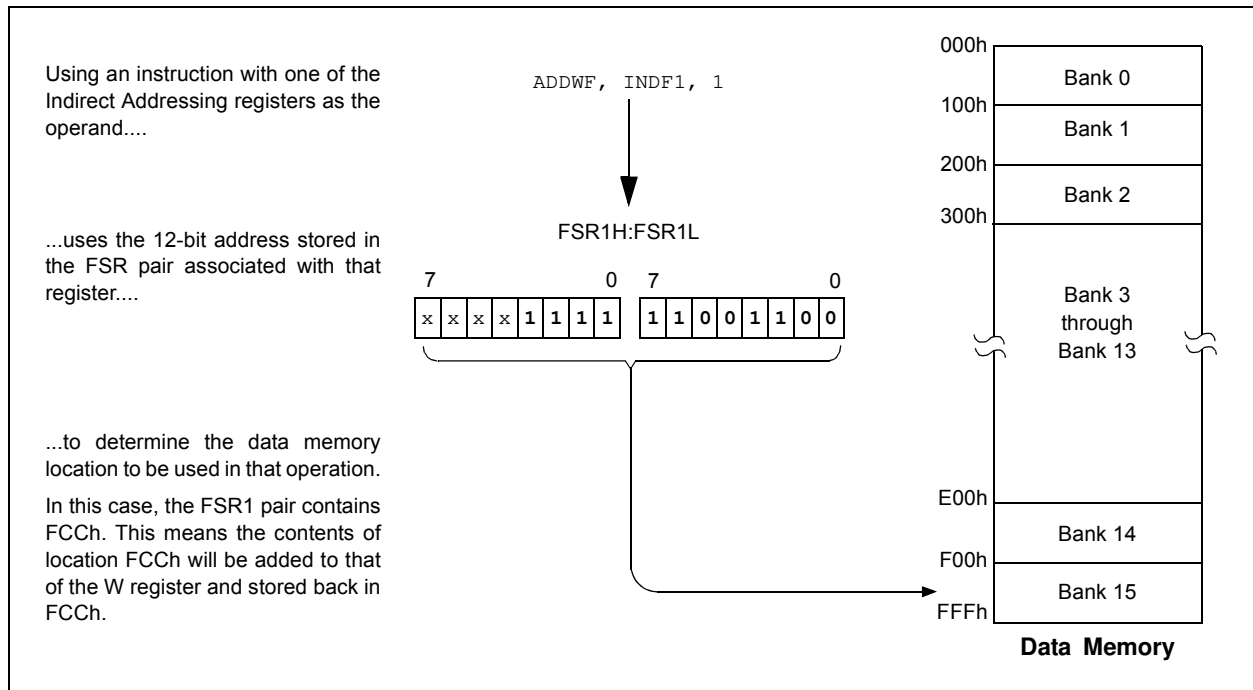 Using an instruction with one of the
Indirect Addressing registers as the
operand....
ADDWF, INDF1, 1
...uses the 12-bit address stored in
the FSR pair associated with that
register....
FSR1H:FSR1L
7 0 7 0
x x x x 1 1 1 1 1 1 0 0 1 1 0 0
...to determine the data memory
location to be used in that operation.
In this case, the FSR1 pair contains
FCCh. This means the contents of
location FCCh will be added to that
of the W register and stored back in
FCCh.
000h
Bank 0
100h
Bank 1
200h
Bank 2
300h
Bank 3
through
Bank 13
E00h
Bank 14
F00h
Bank 15
FFFh
Data Memory